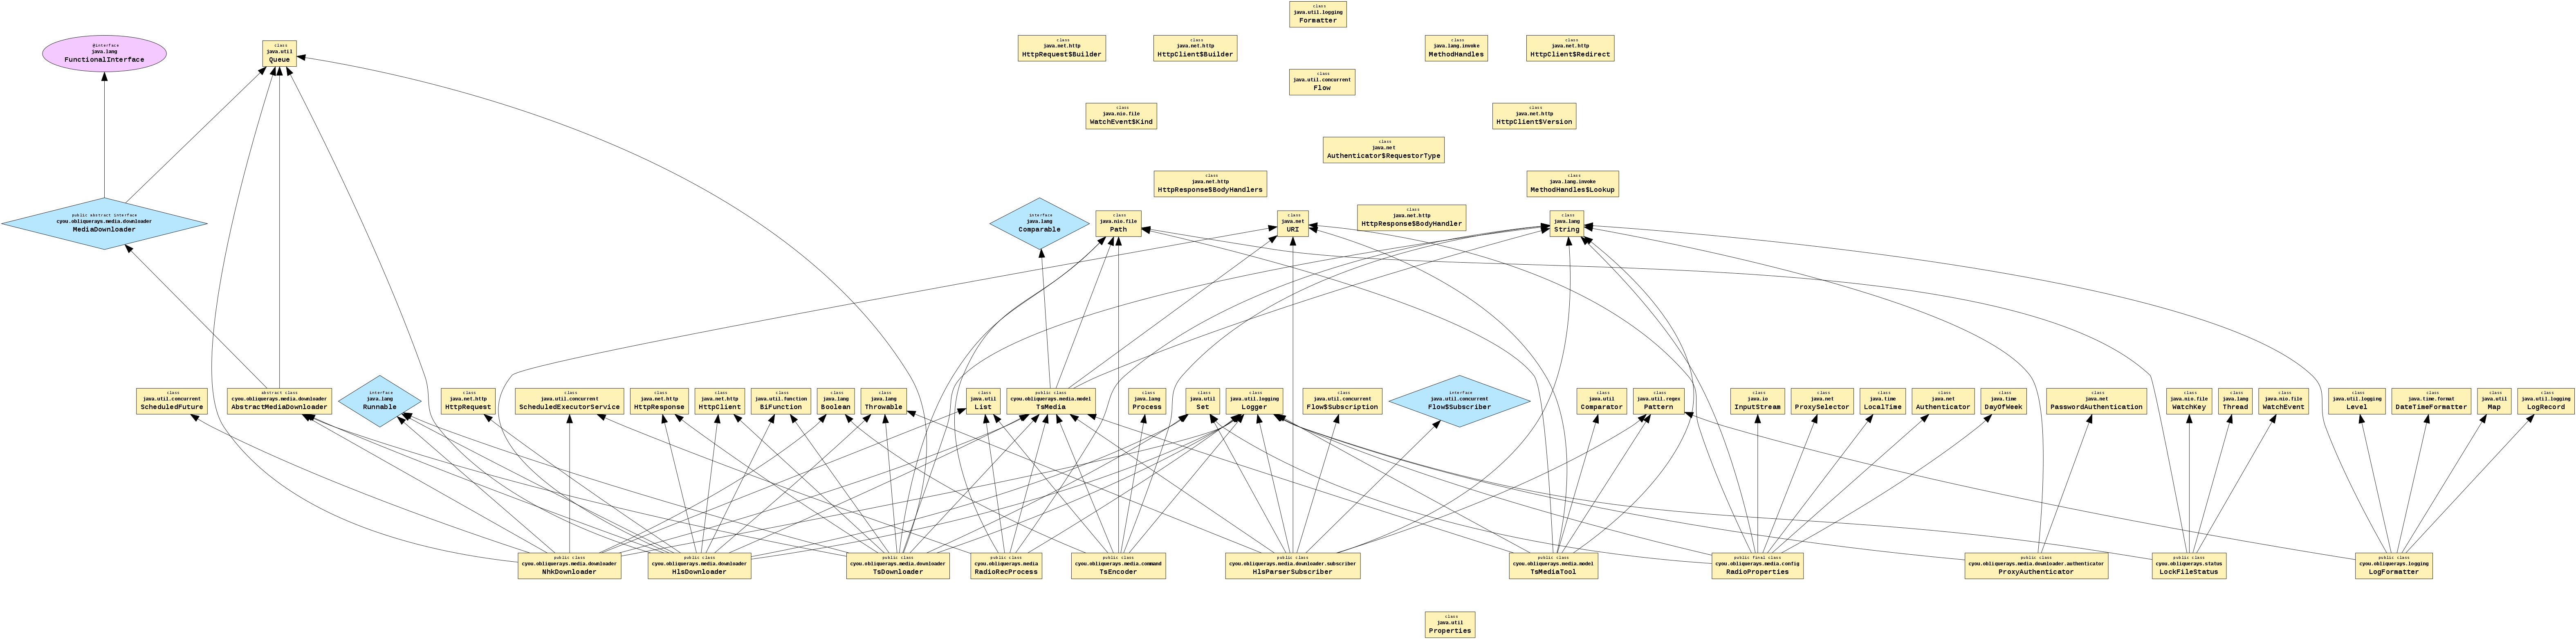 class
java.util.logging
Formatter
@interface
java.lang
FunctionalInterface
class
java.util
Queue
class
java.net.http
HttpRequest$Builder
class
java.net.http
HttpClient$Builder
class
java.lang.invoke
MethodHandles
class
java.net.http
HttpClient$Redirect
class
java.util.concurrent
Flow
class
java.nio.file
WatchEvent$Kind
class
java.net.http
HttpClient$Version
class
java.net
Authenticator$RequestorType
class
java.net.http
HttpResponse$BodyHandlers
class
java.lang.invoke
MethodHandles$Lookup
public abstract interface
cyou.obliquerays.media.downloader
MediaDownloader
interface
java.lang
Comparable
class
java.nio.file
Path
class
java.net
URI
class
java.net.http
HttpResponse$BodyHandler
class
java.lang
String
class
java.util.concurrent
ScheduledFuture
abstract class
cyou.obliquerays.media.downloader
AbstractMediaDownloader
interface
java.lang
Runnable
class
java.net.http
HttpRequest
class
java.util.concurrent
ScheduledExecutorService
class
java.net.http
HttpResponse
class
java.net.http
HttpClient
class
java.util.function
BiFunction
class
java.lang
Boolean
class
java.lang
Throwable
class
java.util
List
public class
cyou.obliquerays.media.model
TsMedia
class
java.lang
Process
class
java.util
Set
class
java.util.logging
Logger
class
java.util.concurrent
Flow$Subscription
interface
java.util.concurrent
Flow$Subscriber
class
java.util
Comparator
class
java.util.regex
Pattern
class
java.io
InputStream
class
java.net
ProxySelector
class
java.time
LocalTime
class
java.net
Authenticator
class
java.time
DayOfWeek
class
java.net
PasswordAuthentication
class
java.nio.file
WatchKey
class
java.lang
Thread
class
java.nio.file
WatchEvent
class
java.util.logging
Level
class
java.time.format
DateTimeFormatter
class
java.util
Map
class
java.util.logging
LogRecord
public class
cyou.obliquerays.media.downloader
NhkDownloader
public class
cyou.obliquerays.media.downloader
HlsDownloader
public class
cyou.obliquerays.media.downloader
TsDownloader
public class
cyou.obliquerays.media
RadioRecProcess
public class
cyou.obliquerays.media.command
TsEncoder
public class
cyou.obliquerays.media.downloader.subscriber
HlsParserSubscriber
public class
cyou.obliquerays.media.model
TsMediaTool
public final class
cyou.obliquerays.media.config
RadioProperties
public class
cyou.obliquerays.media.downloader.authenticator
ProxyAuthenticator
public class
cyou.obliquerays.status
LockFileStatus
public class
cyou.obliquerays.logging
LogFormatter
class
java.util
Properties